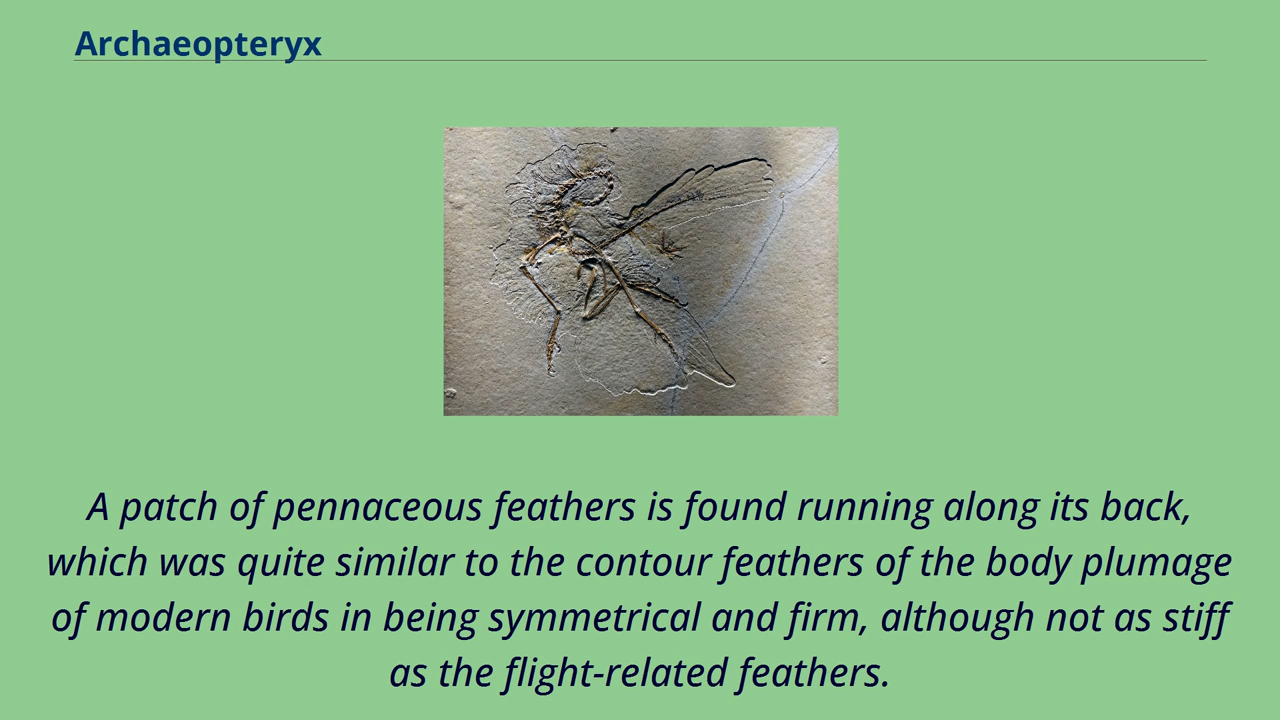 Archaeopteryx
A patch of pennaceous feathers is found running along its back,
which was quite similar to the contour feathers of the body plumage
of modern birds in being symmetrical and firm, although not as stiff
as the flight-related feathers.